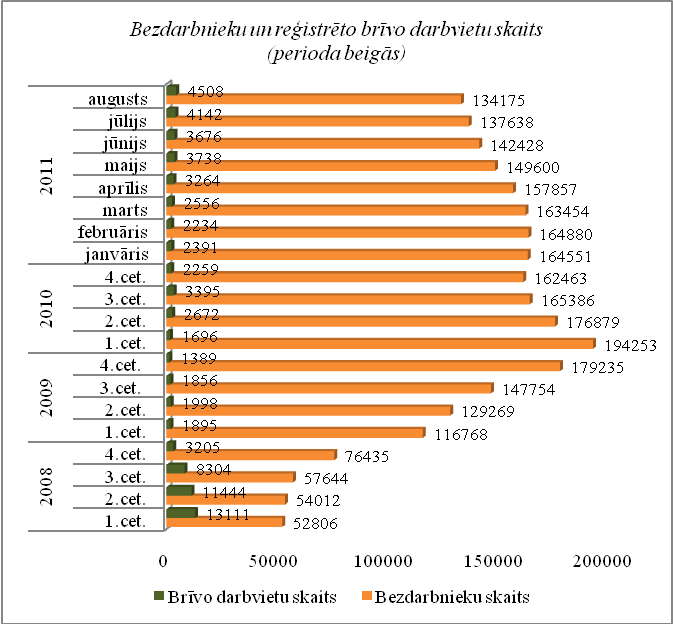 Bezdarbnieku un reģistrēto brīvo darbvietu skaits
(perioda beigās)
2011
augusts 4508 134175
jūlijs 4142 137638
jūnijs 3676 142428
maijs 3738 149600
aprīlis 3264 157857
marts 2556 163454
februāris 2234 164880
janvāris 2391 164551
2010
4.cet. 2259 162463
3.cet. 3395 165386
2.cet. 2672 176879
1.cet. 1696 194253
2009
4.cet. 1389 179235
3.cet. 1856 147754
2.cet. 1998 129269
1.cet. 1895 116768
2008
4.cet. 3205 76435
3.cet. 8304 57644
2.cet. 11444 54012
1.cet. 13111 52806
0 50000 100000 150000 200000
Brīvo darbvietu skaits Bezdarbnieku skaits